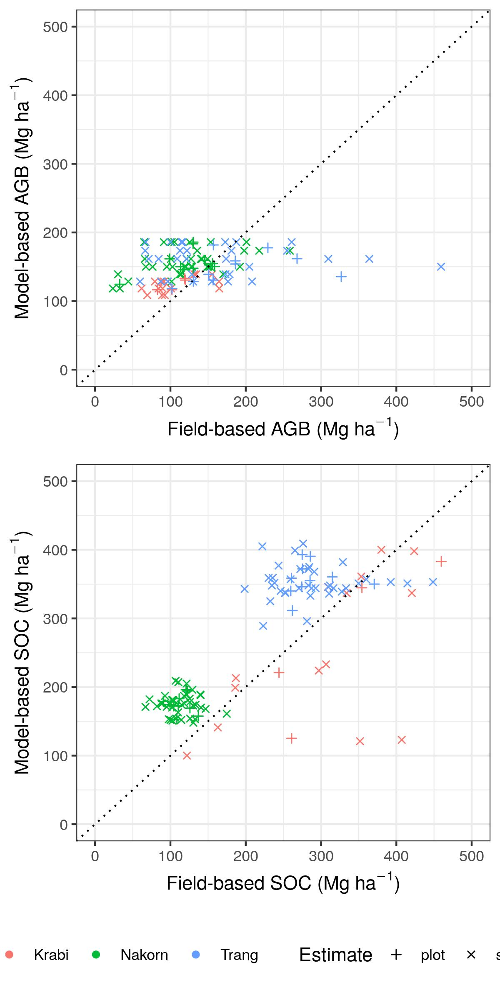 500
400
300
200
100
0
Model-based AGB (Mg ha⁻¹)
0 100 200 300 400 500
Field-based AGB (Mg ha⁻¹)
500
400
300
200
100
0
Model-based SOC (Mg ha⁻¹)
0 100 200 300 400 500
Field-based SOC (Mg ha⁻¹)
Krabi Nakorn Trang Estimate plot